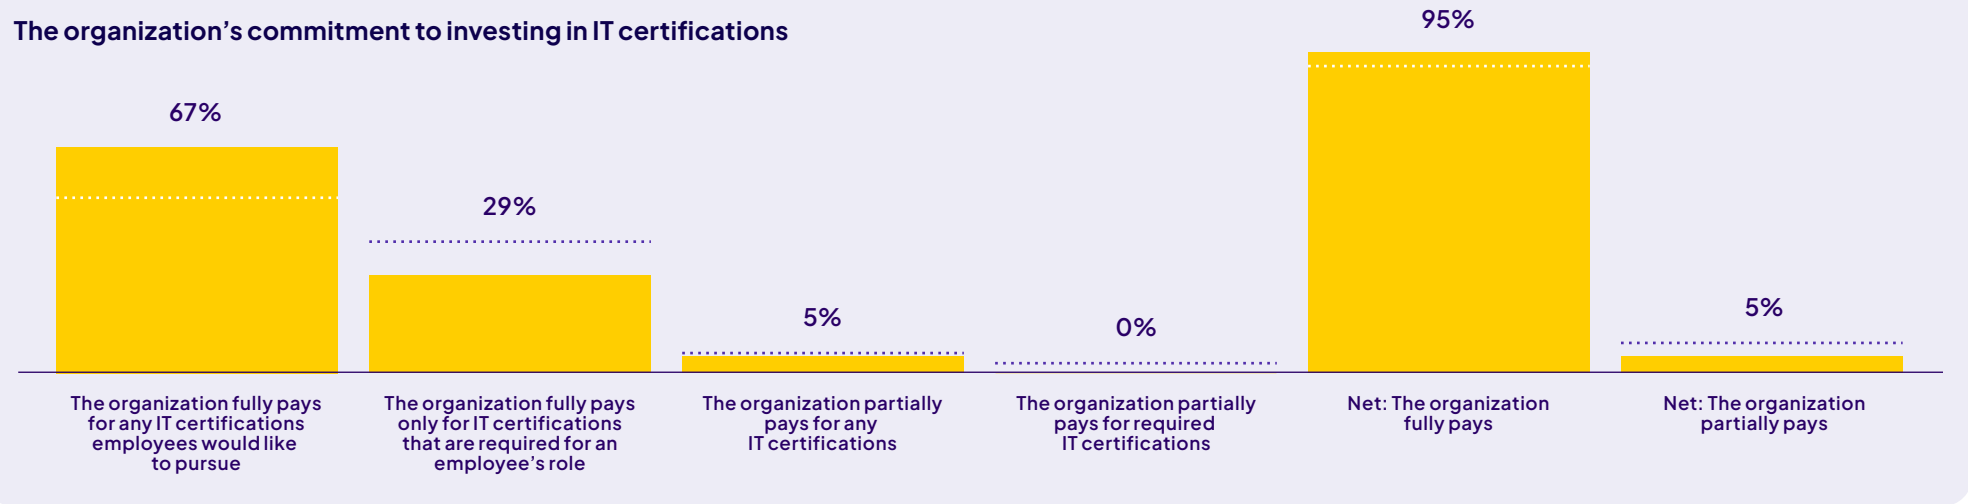 The organization’s commitment to investing in IT certifications
67%
29%
5%
0%
95%
5%
The organization fully pays
for any IT certifications
employees would like
to pursue
The organization fully pays
only for IT certifications
that are required for an
employee’s role
The organization partially
pays for any
IT certifications
The organization partially
pays for required
IT certifications
Net: The organization
fully pays
Net: The organization
partially pays